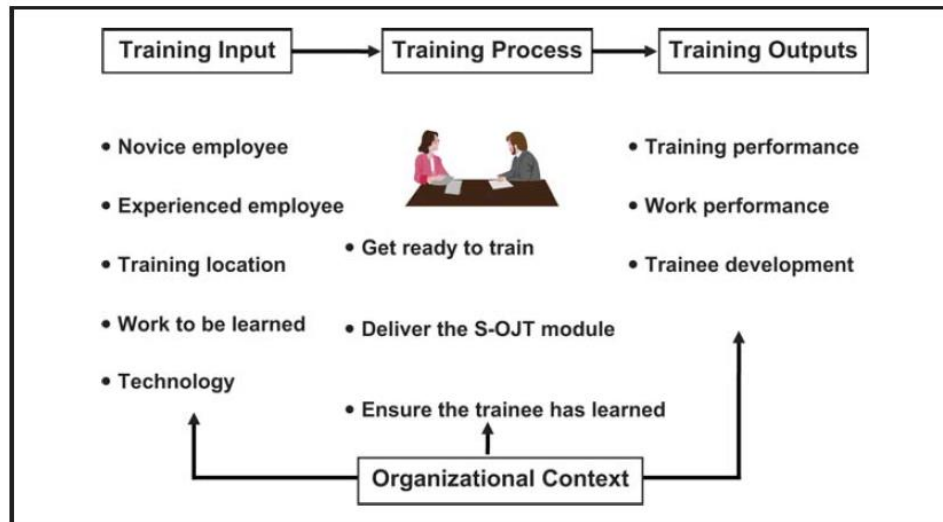 Training Input
Training Process
Training Outputs
• Novice employee
• Experienced employee
• Training location
• Work to be learned
• Technology
• Get ready to train
• Deliver the S-OJT module
• Ensure the trainee has learned
• Training performance
• Work performance
• Trainee development
Organizational Context